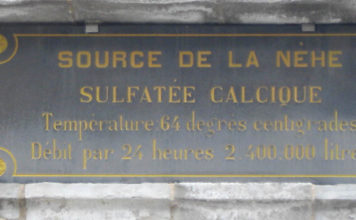 SOURCE DE LA NÈHE
SULFATÉE CALCIQUE
Température 64 degrés centigrades
Débit par 24 heures 2.400.000 litres